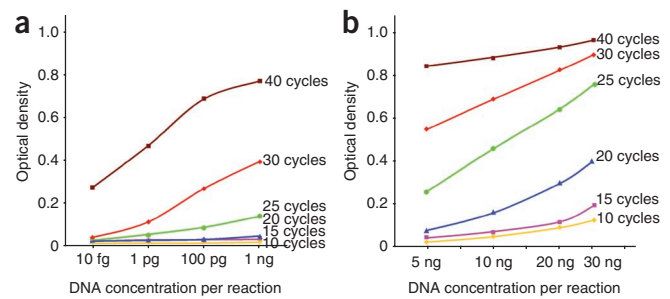 a
1.0
0.8
0.6
0.4
0.2
0
Optical density
40 cycles
30 cycles
25 cycles
20 cycles
15 cycles
10 cycles
10 fg 1 pg 100 pg 1 ng
DNA concentration per reaction
b
1.0
0.8
0.6
0.4
0.2
0
Optical density
40 cycles
30 cycles
25 cycles
20 cycles
15 cycles
10 cycles
5 ng 10 ng 20 ng 30 ng
DNA concentration per reaction